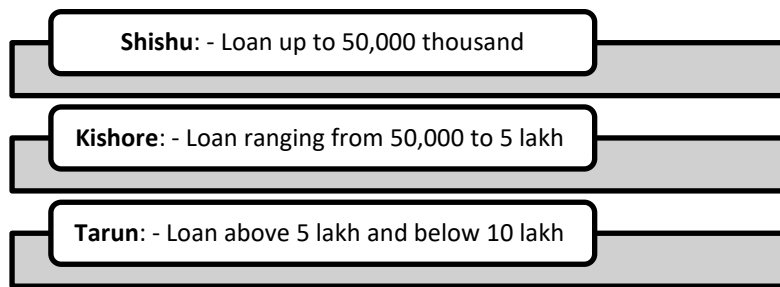 Shishu: - Loan up to 50,000 thousand
Kishore: - Loan ranging from 50,000 to 5 lakh
Tarun: - Loan above 5 lakh and below 10 lakh